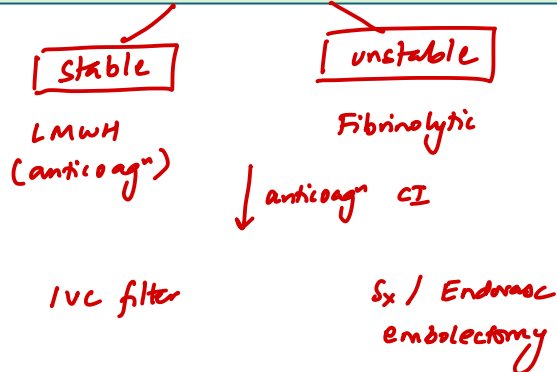 stable
unstable
LMWH
(anticoagⁿ)
Fibrinolytic
anticoagⁿ CI
IVC filter
Sx / Endovasc
embolectomy